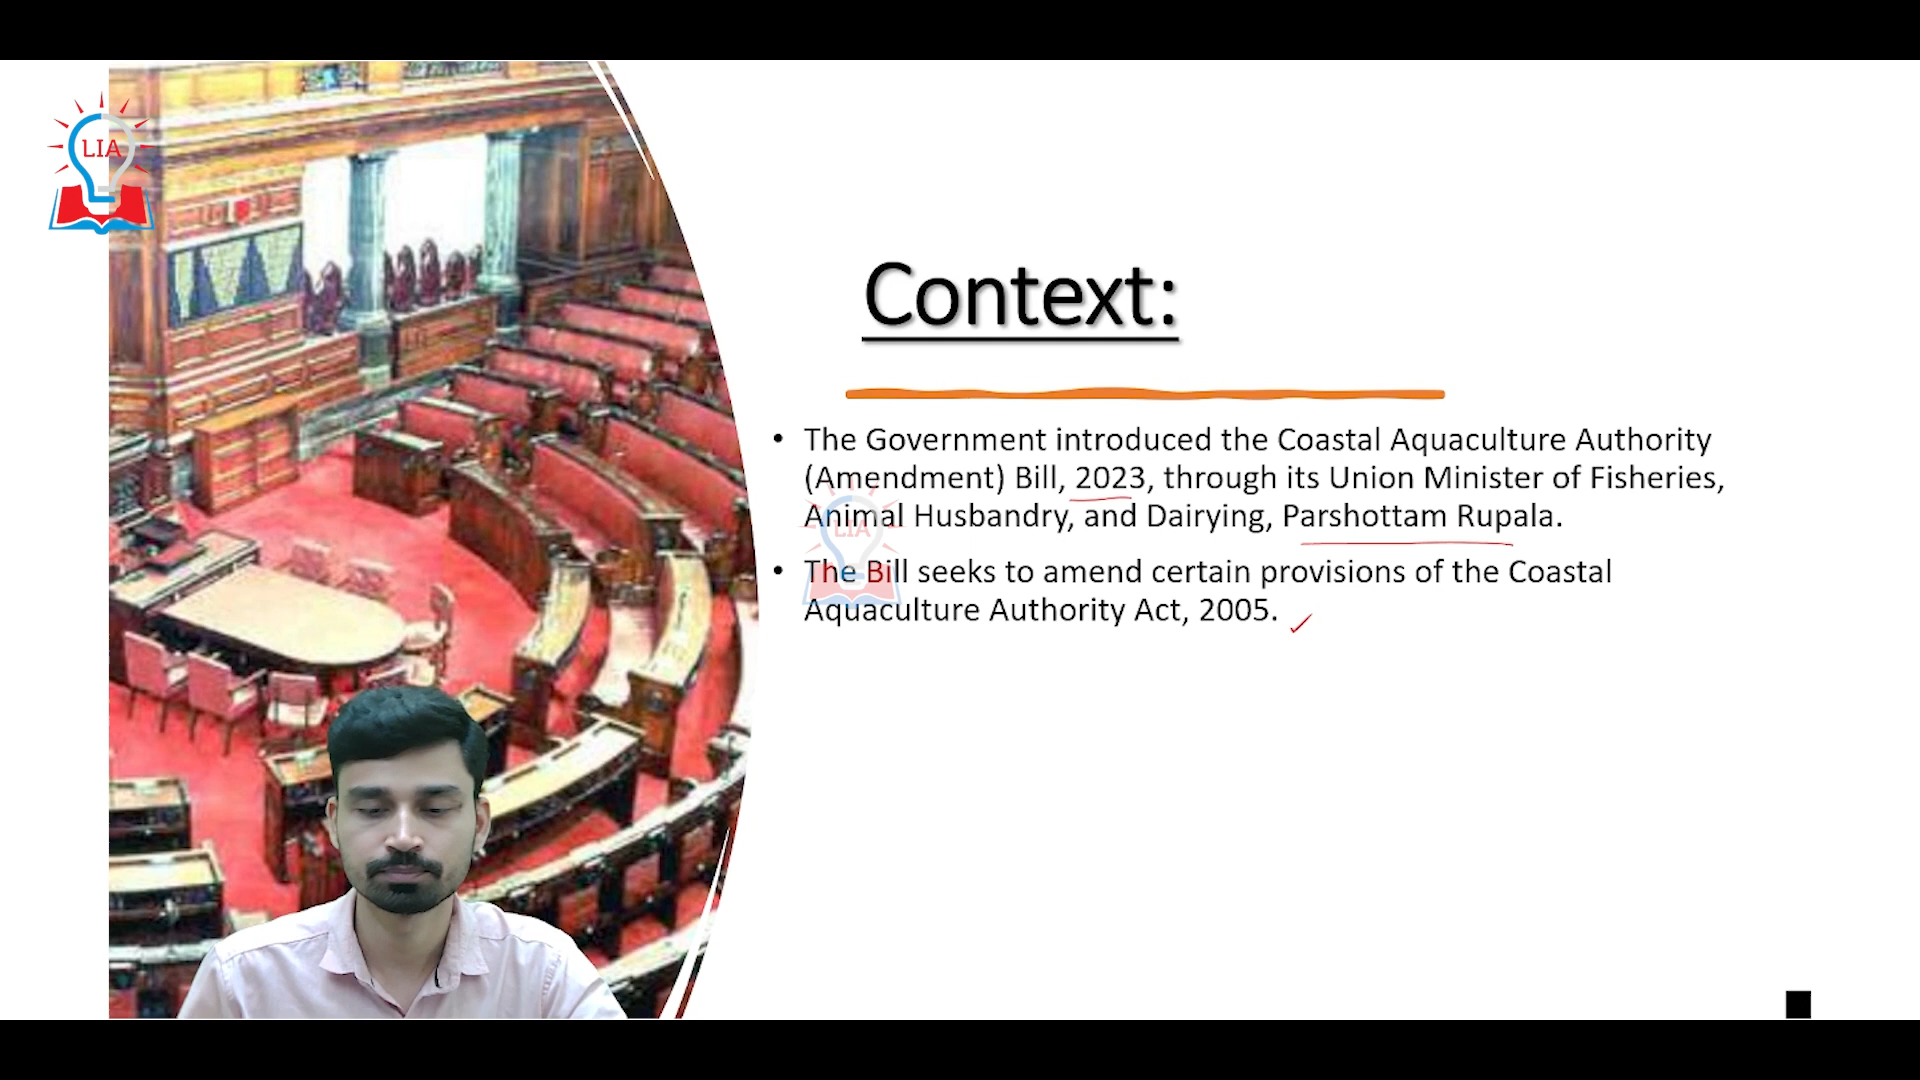 LIA
Context:
• The Government introduced the Coastal Aquaculture Authority
(Amendment) Bill, 2023, through its Union Minister of Fisheries,
Animal Husbandry, and Dairying, Parshottam Rupala.
LIA
• The Bill seeks to amend certain provisions of the Coastal
Aquaculture Authority Act, 2005.